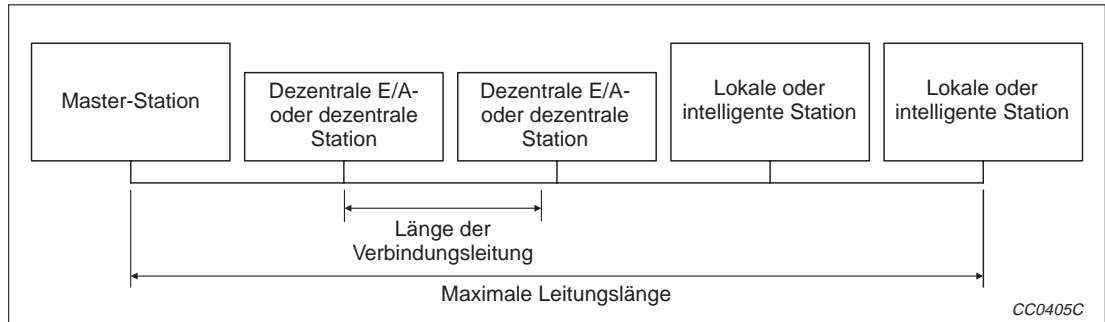 Master-Station
Dezentrale E/A-
oder dezentrale
Station
Dezentrale E/A-
oder dezentrale
Station
Lokale oder
intelligente Station
Lokale oder
intelligente Station
Länge der
Verbindungsleitung
Maximale Leitungslänge
CC0405C